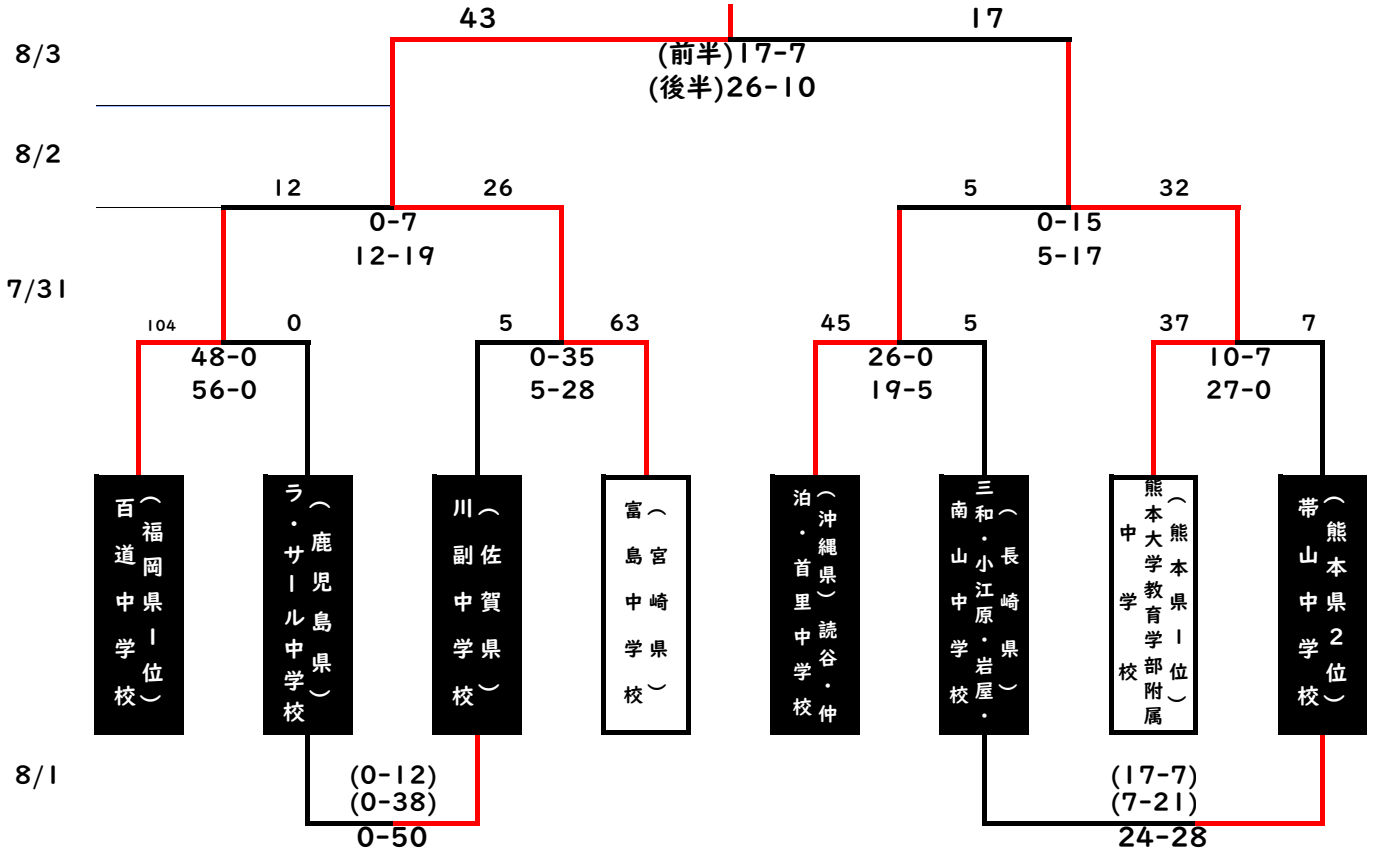 43
17
8/3
(前半)17-7
(後半)26-10
8/2
12
26
5
32
0-7
12-19
0-15
5-17
7/31
104
0
5
63
45
5
37
7
48-0
56-0
0-35
5-28
26-0
19-5
10-7
27-0
(福岡県1位)
百道中学校
(鹿児島県)
ラ・サール中学校
(佐賀県)
川副中学校
(宮崎県)
富島中学校
(沖縄県)読谷・仲
泊・首里中学校
(長崎県)
三和・小江原・岩屋・
南山中学校
(熊本県1位)
熊本大学教育学部附属
中学校
(熊本県2位)
帯山中学校
8/1
(0-12)
(0-38)
0-50
(17-7)
(7-21)
24-28